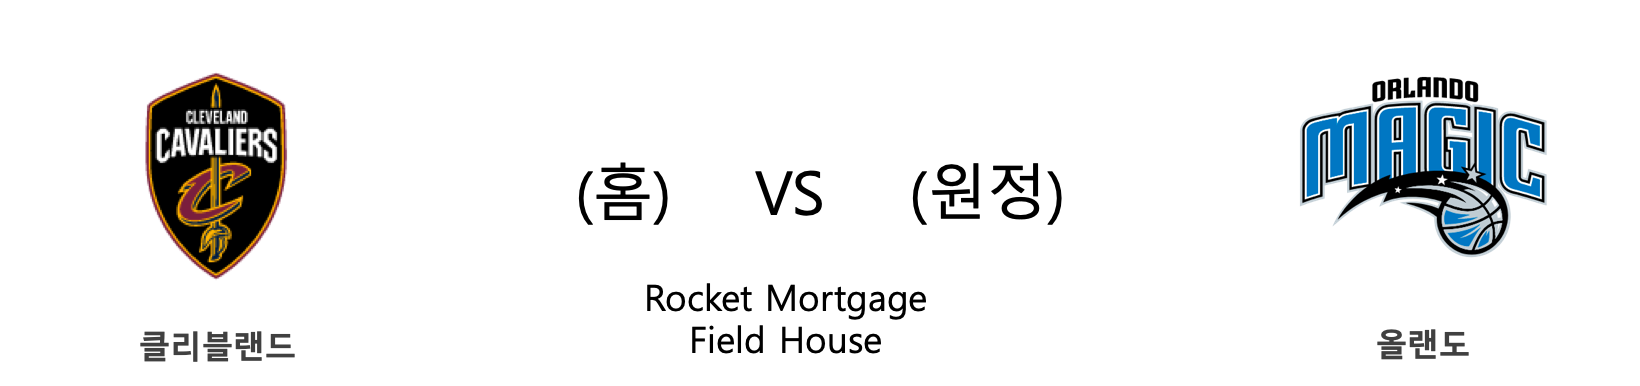 CLEVELAND
CAVALIERS
C
ORLANDO
MAGIC
(홈) VS (원정)
Rocket Mortgage
Field House
클리블랜드
올랜도